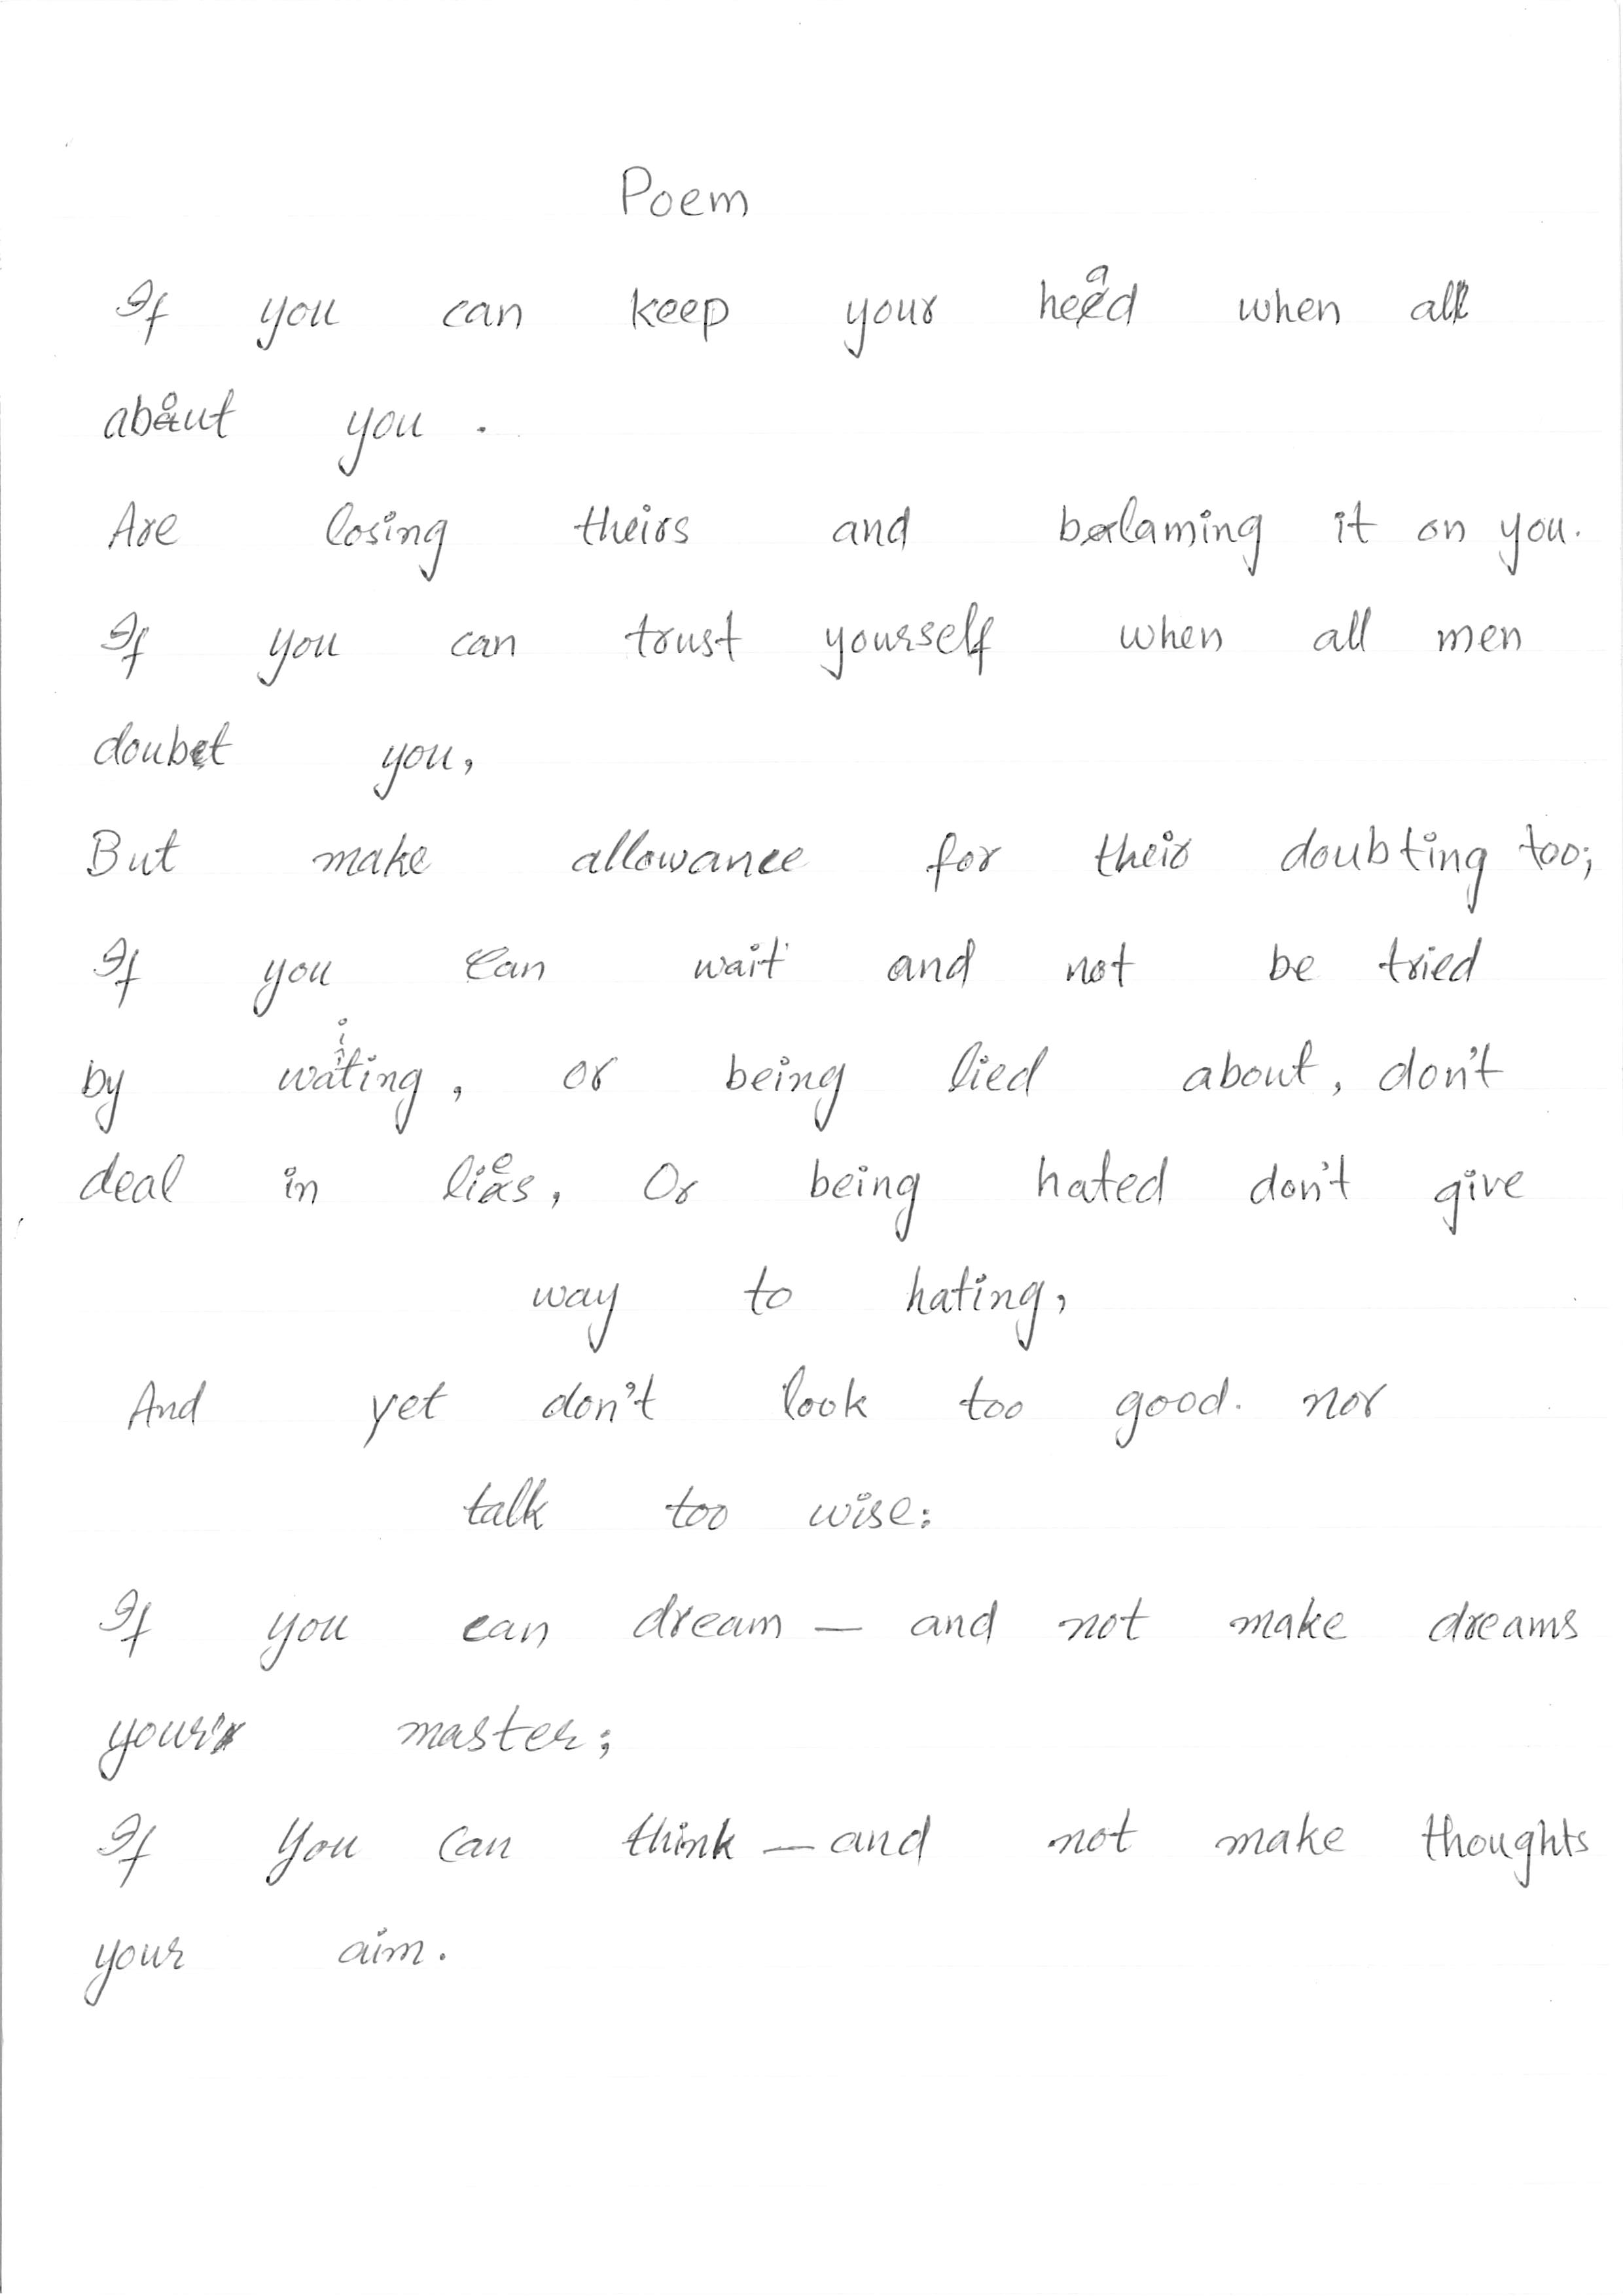 Poem
If you can keep your head when all
about you .
Are losing theirs and blaming it on you.
If you can trust yourself when all men
doubt you,
But make allowance for their doubting too;
If you can wait and not be tried
by waiting, or being lied about, don't
deal in lies, Or being hated don't give
way to hating,
And yet don't look too good. nor
talk too wise:
If you can dream — and not make dreams
your master;
If you can think — and not make thoughts
your aim.